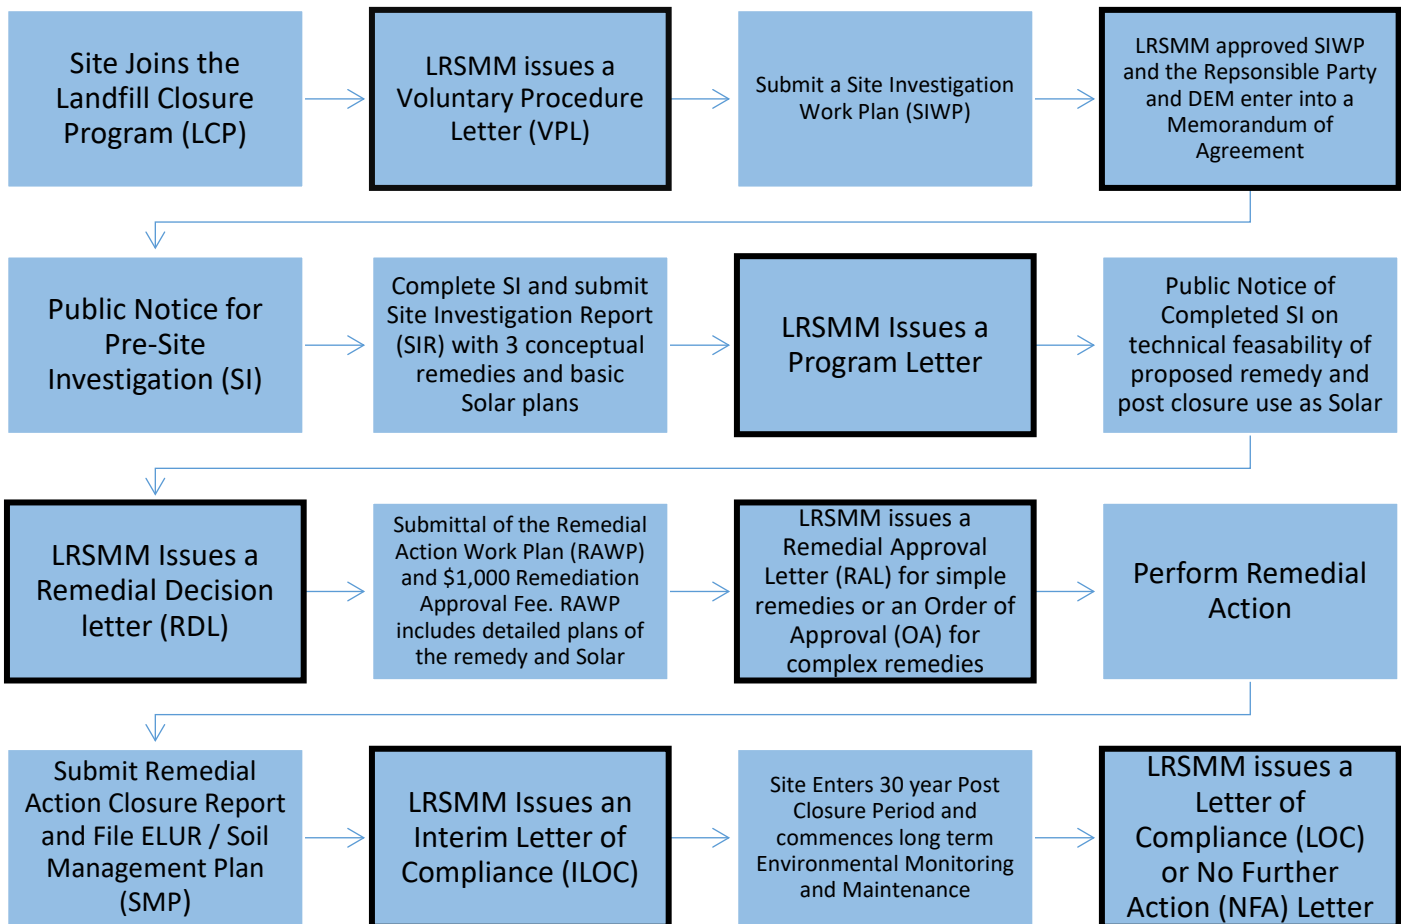 Site Joins the
Landfill Closure
Program (LCP)
LRSMM issues a
Voluntary Procedure
Letter (VPL)
Submit a Site Investigation
Work Plan (SIWP)
LRSMM approved SIWP
and the Repsonsible Party
and DEM enter into a
Memorandum of
Agreement
Public Notice for
Pre-Site
Investigation (SI)
Complete SI and submit
Site Investigation Report
(SIR) with 3 conceptual
remedies and basic
Solar plans
LRSMM Issues a
Program Letter
Public Notice of
Completed SI on
technical feasability of
proposed remedy and
post closure use as Solar
LRSMM Issues a
Remedial Decision
letter (RDL)
Submittal of the Remedial
Action Work Plan (RAWP)
and $1,000 Remediation
Approval Fee. RAWP
includes detailed plans of
the remedy and Solar
LRSMM issues a
Remedial Approval
Letter (RAL) for simple
remedies or an Order of
Approval (OA) for
complex remedies
Perform Remedial
Action
Submit Remedial
Action Closure Report
and File ELUR / Soil
Management Plan
(SMP)
LRSMM Issues an
Interim Letter of
Compliance (ILOC)
Site Enters 30 year Post
Closure Period and
commences long term
Environmental Monitoring
and Maintenance
LRSMM issues a
Letter of
Compliance (LOC)
or No Further
Action (NFA) Letter